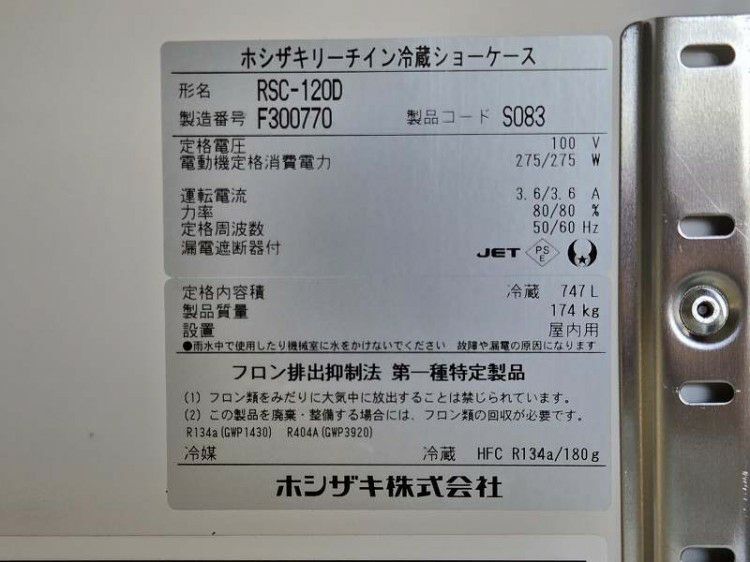 ホシザキリーチイン冷蔵ショーケース
形名 RSC-120D
製造番号 F300770 製品コード S083
定格電圧 100 V
電動機定格消費電力 275/275 W
運転電流 3.6/3.6 A
力率 80/80 %
定格周波数 50/60 Hz
漏電遮断器付 JET PSE
定格内容積 冷蔵 747 L
製品質量 174 kg
設置 屋内用
●雨水中で使用したり機械室に水をかけないでください 故障や漏電の原因になります
フロン排出抑制法 第一種特定製品
(1) フロン類をみだりに大気中に放出することは禁じられています。
(2) この製品を廃棄・整備する場合には、フロン類の回収が必要です。
R134a(GWP1430) R404A(GWP3920)
冷媒 冷蔵 HFC R134a/180g
ホシザキ株式会社